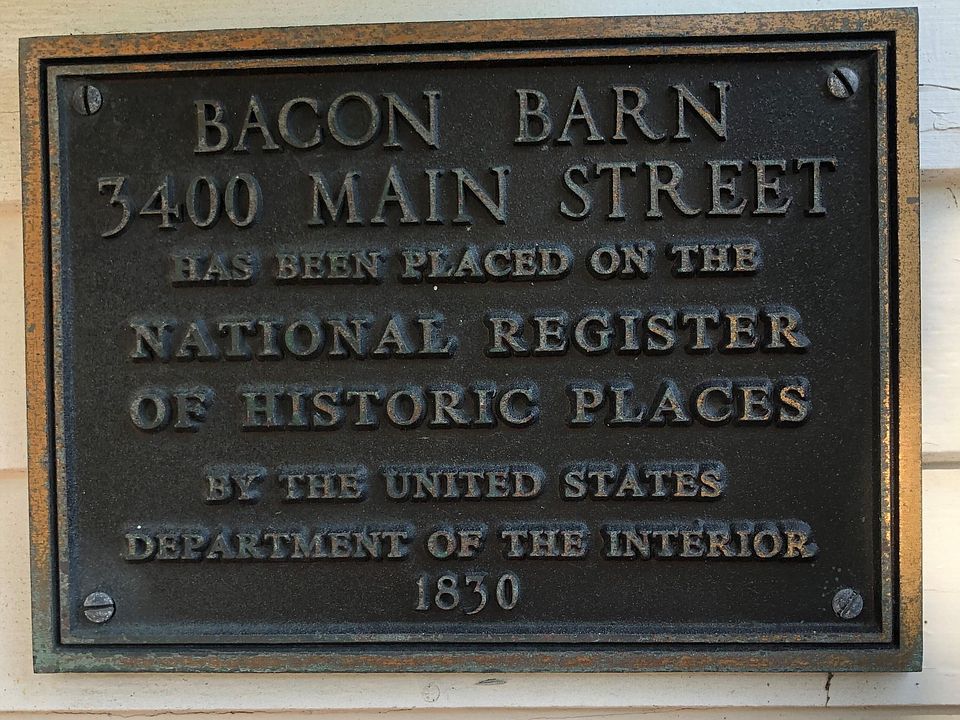 BACON BARN
3400 MAIN STREET
HAS BEEN PLACED ON THE
NATIONAL REGISTER
OF HISTORIC PLACES
BY THE UNITED STATES
DEPARTMENT OF THE INTERIOR
1830